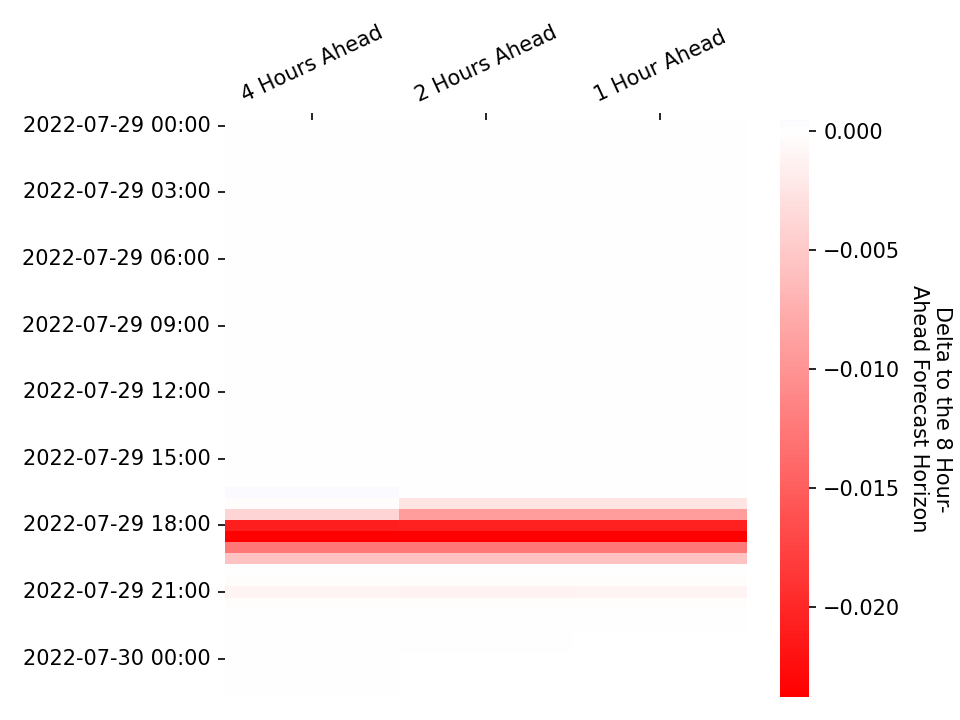 4 Hours Ahead
2 Hours Ahead
1 Hour Ahead
2022-07-29 00:00
2022-07-29 03:00
2022-07-29 06:00
2022-07-29 09:00
2022-07-29 12:00
2022-07-29 15:00
2022-07-29 18:00
2022-07-29 21:00
2022-07-30 00:00
0.000
−0.005
−0.010
−0.015
−0.020
Delta to the 8 Hour-
Ahead Forecast Horizon